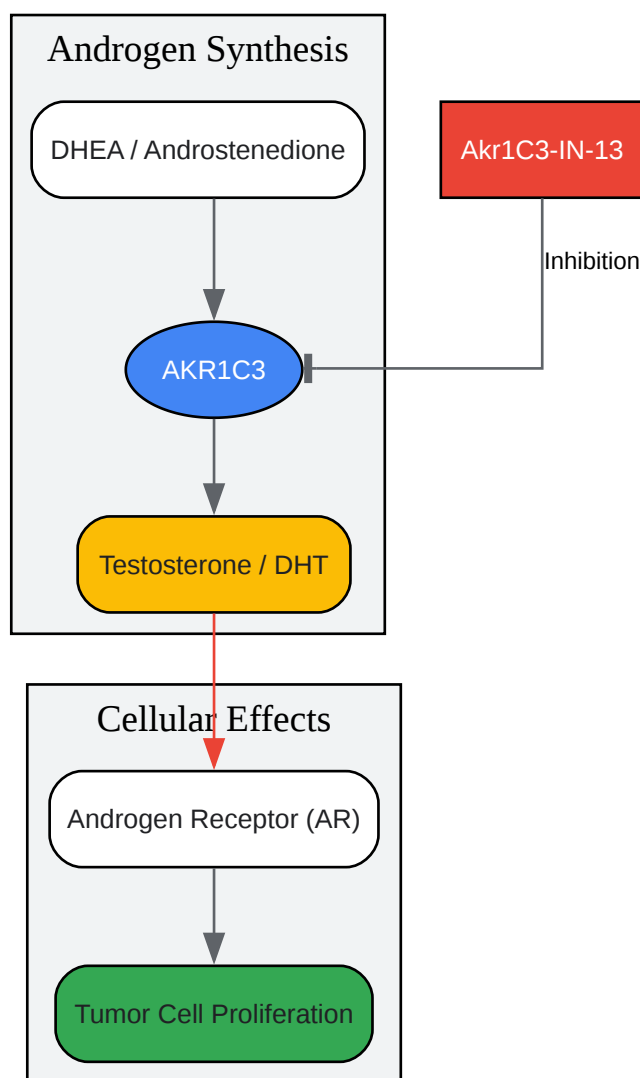 Androgen Synthesis
DHEA / Androstenedione
Akr1C3-IN-13
Inhibition
AKR1C3
Testosterone / DHT
Cellular Effects
Androgen Receptor (AR)
Tumor Cell Proliferation